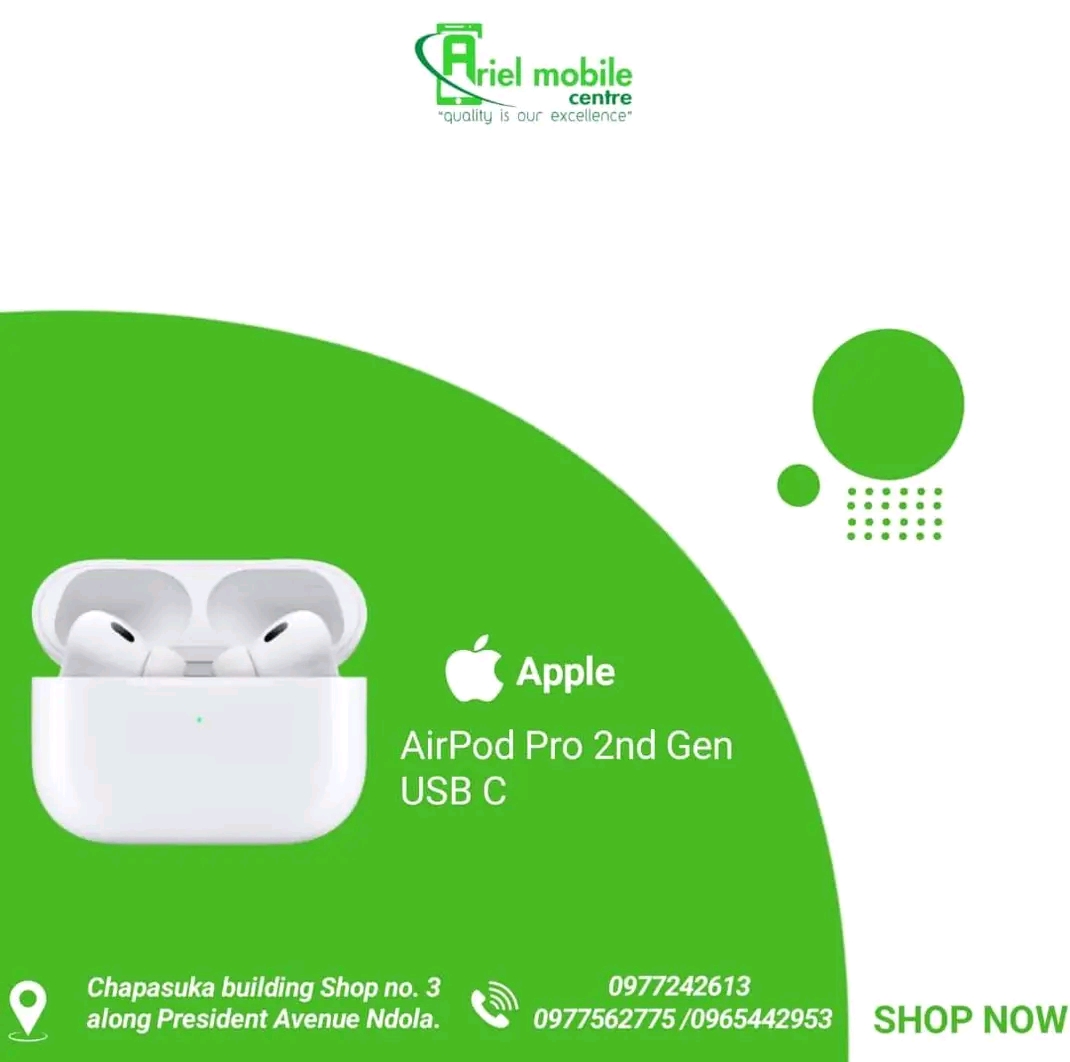 Ariel mobile
centre
"quality is our excellence"
Apple
AirPod Pro 2nd Gen
USB C
Chapasuka building Shop no. 3
along President Avenue Ndola.
0977242613
0977562775 /0965442953
SHOP NOW